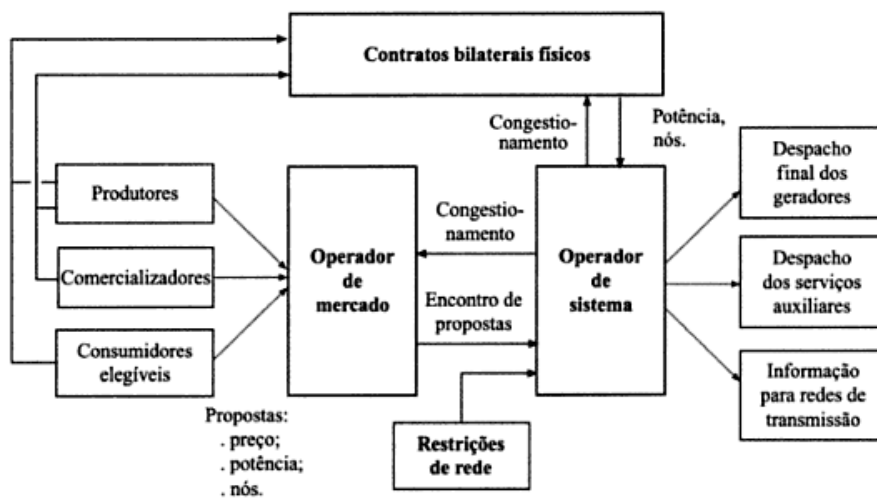 Contratos bilaterais físicos
Congestio-
namento
Potência,
nós.
Produtores
Comercializadores
Consumidores
elegíveis
Propostas:
. preço;
. potência;
. nós.
Operador
de
mercado
Congestio-
namento
Encontro de
propostas
Restrições
de rede
Operador
de
sistema
Despacho
final dos
geradores
Despacho
dos serviços
auxiliares
Informação
para redes de
transmissão